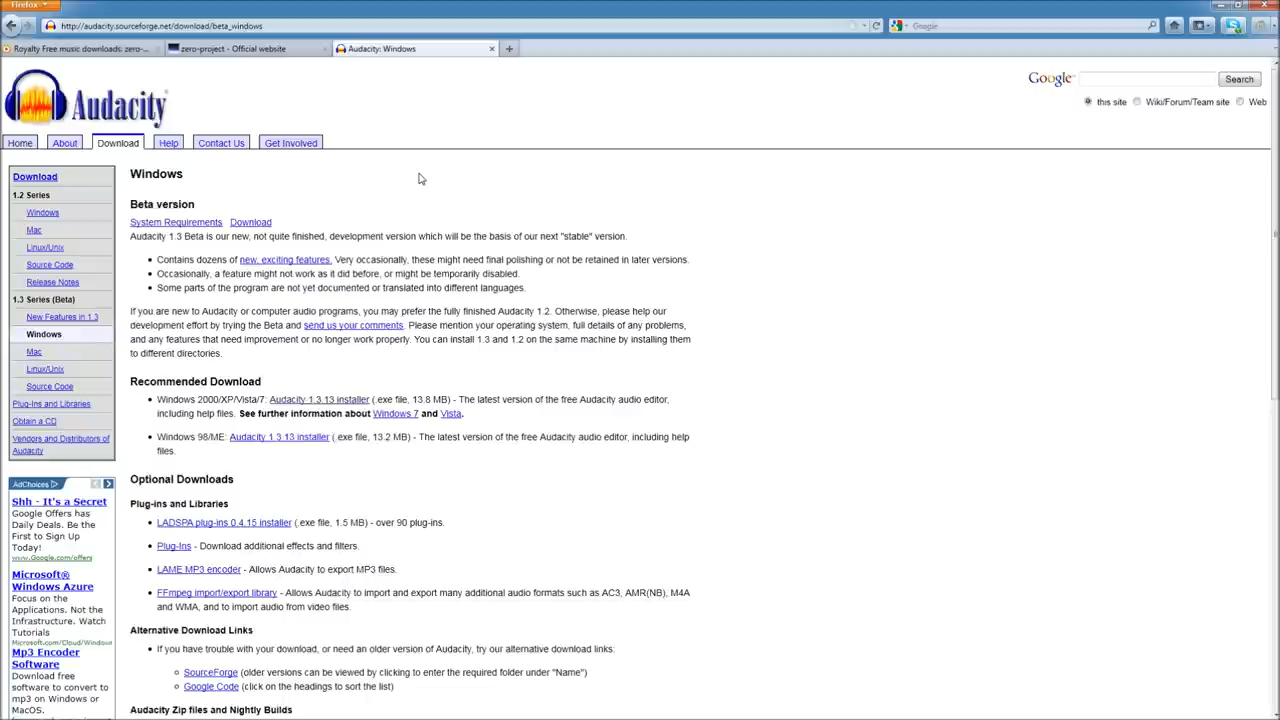 Firefox
http://audacity.sourceforge.net/download/beta_windows
Google
Royalty Free music downloads: zero-...
zero-project - Official website
Audacity: Windows
Audacity
Google
Search
this site Wiki/Forum/Team site Web
Home About Download Help Contact Us Get Involved
Download
1.2 Series
Windows
Mac
Linux/Unix
Source Code
Release Notes
1.3 Series (Beta)
New Features in 1.3
Windows
Mac
Linux/Unix
Source Code
Plug-Ins and Libraries
Obtain a CD
Vendors and Distributors of
Audacity
AdChoices
Shh - It's a Secret
Google Offers has
Daily Deals. Be the
First to Sign Up
Today!
www.Google.com/offers
Microsoft®
Windows Azure
Focus on the
Applications. Not the
Infrastructure. Watch
Tutorials
Microsoft.com/Cloud/Windows
Mp3 Encoder
Software
Download free
software to convert to
mp3 on Windows or
MacOS.
Windows
Beta version
System Requirements Download
Audacity 1.3 Beta is our new, not quite finished, development version which will be the basis of our next "stable" version.
• Contains dozens of new, exciting features. Very occasionally, these might need final polishing or not be retained in later versions.
• Occasionally, a feature might not work as it did before, or might be temporarily disabled.
• Some parts of the program are not yet documented or translated into different languages.
If you are new to Audacity or computer audio programs, you may prefer the fully finished Audacity 1.2. Otherwise, please help our
development effort by trying the Beta and send us your comments. Please mention your operating system, full details of any problems,
and any features that need improvement or no longer work properly. You can install 1.3 and 1.2 on the same machine by installing them
to different directories.
Recommended Download
• Windows 2000/XP/Vista/7: Audacity 1.3.13 installer (.exe file, 13.8 MB) - The latest version of the free Audacity audio editor,
including help files. See further information about Windows 7 and Vista.
• Windows 98/ME: Audacity 1.3.13 installer (.exe file, 13.2 MB) - The latest version of the free Audacity audio editor, including help
files.
Optional Downloads
Plug-ins and Libraries
• LADSPA plug-ins 0.4.15 installer (.exe file, 1.5 MB) - over 90 plug-ins.
• Plug-Ins - Download additional effects and filters.
• LAME MP3 encoder - Allows Audacity to export MP3 files.
• FFmpeg import/export library - Allows Audacity to import and export many additional audio formats such as AC3, AMR(NB), M4A
and WMA, and to import audio from video files.
Alternative Download Links
• If you have trouble with your download, or need an older version of Audacity, try our alternative download links:
SourceForge (older versions can be viewed by clicking to enter the required folder under "Name")
Google Code (click on the headings to sort the list)
Audacity Zip files and Nightly Builds